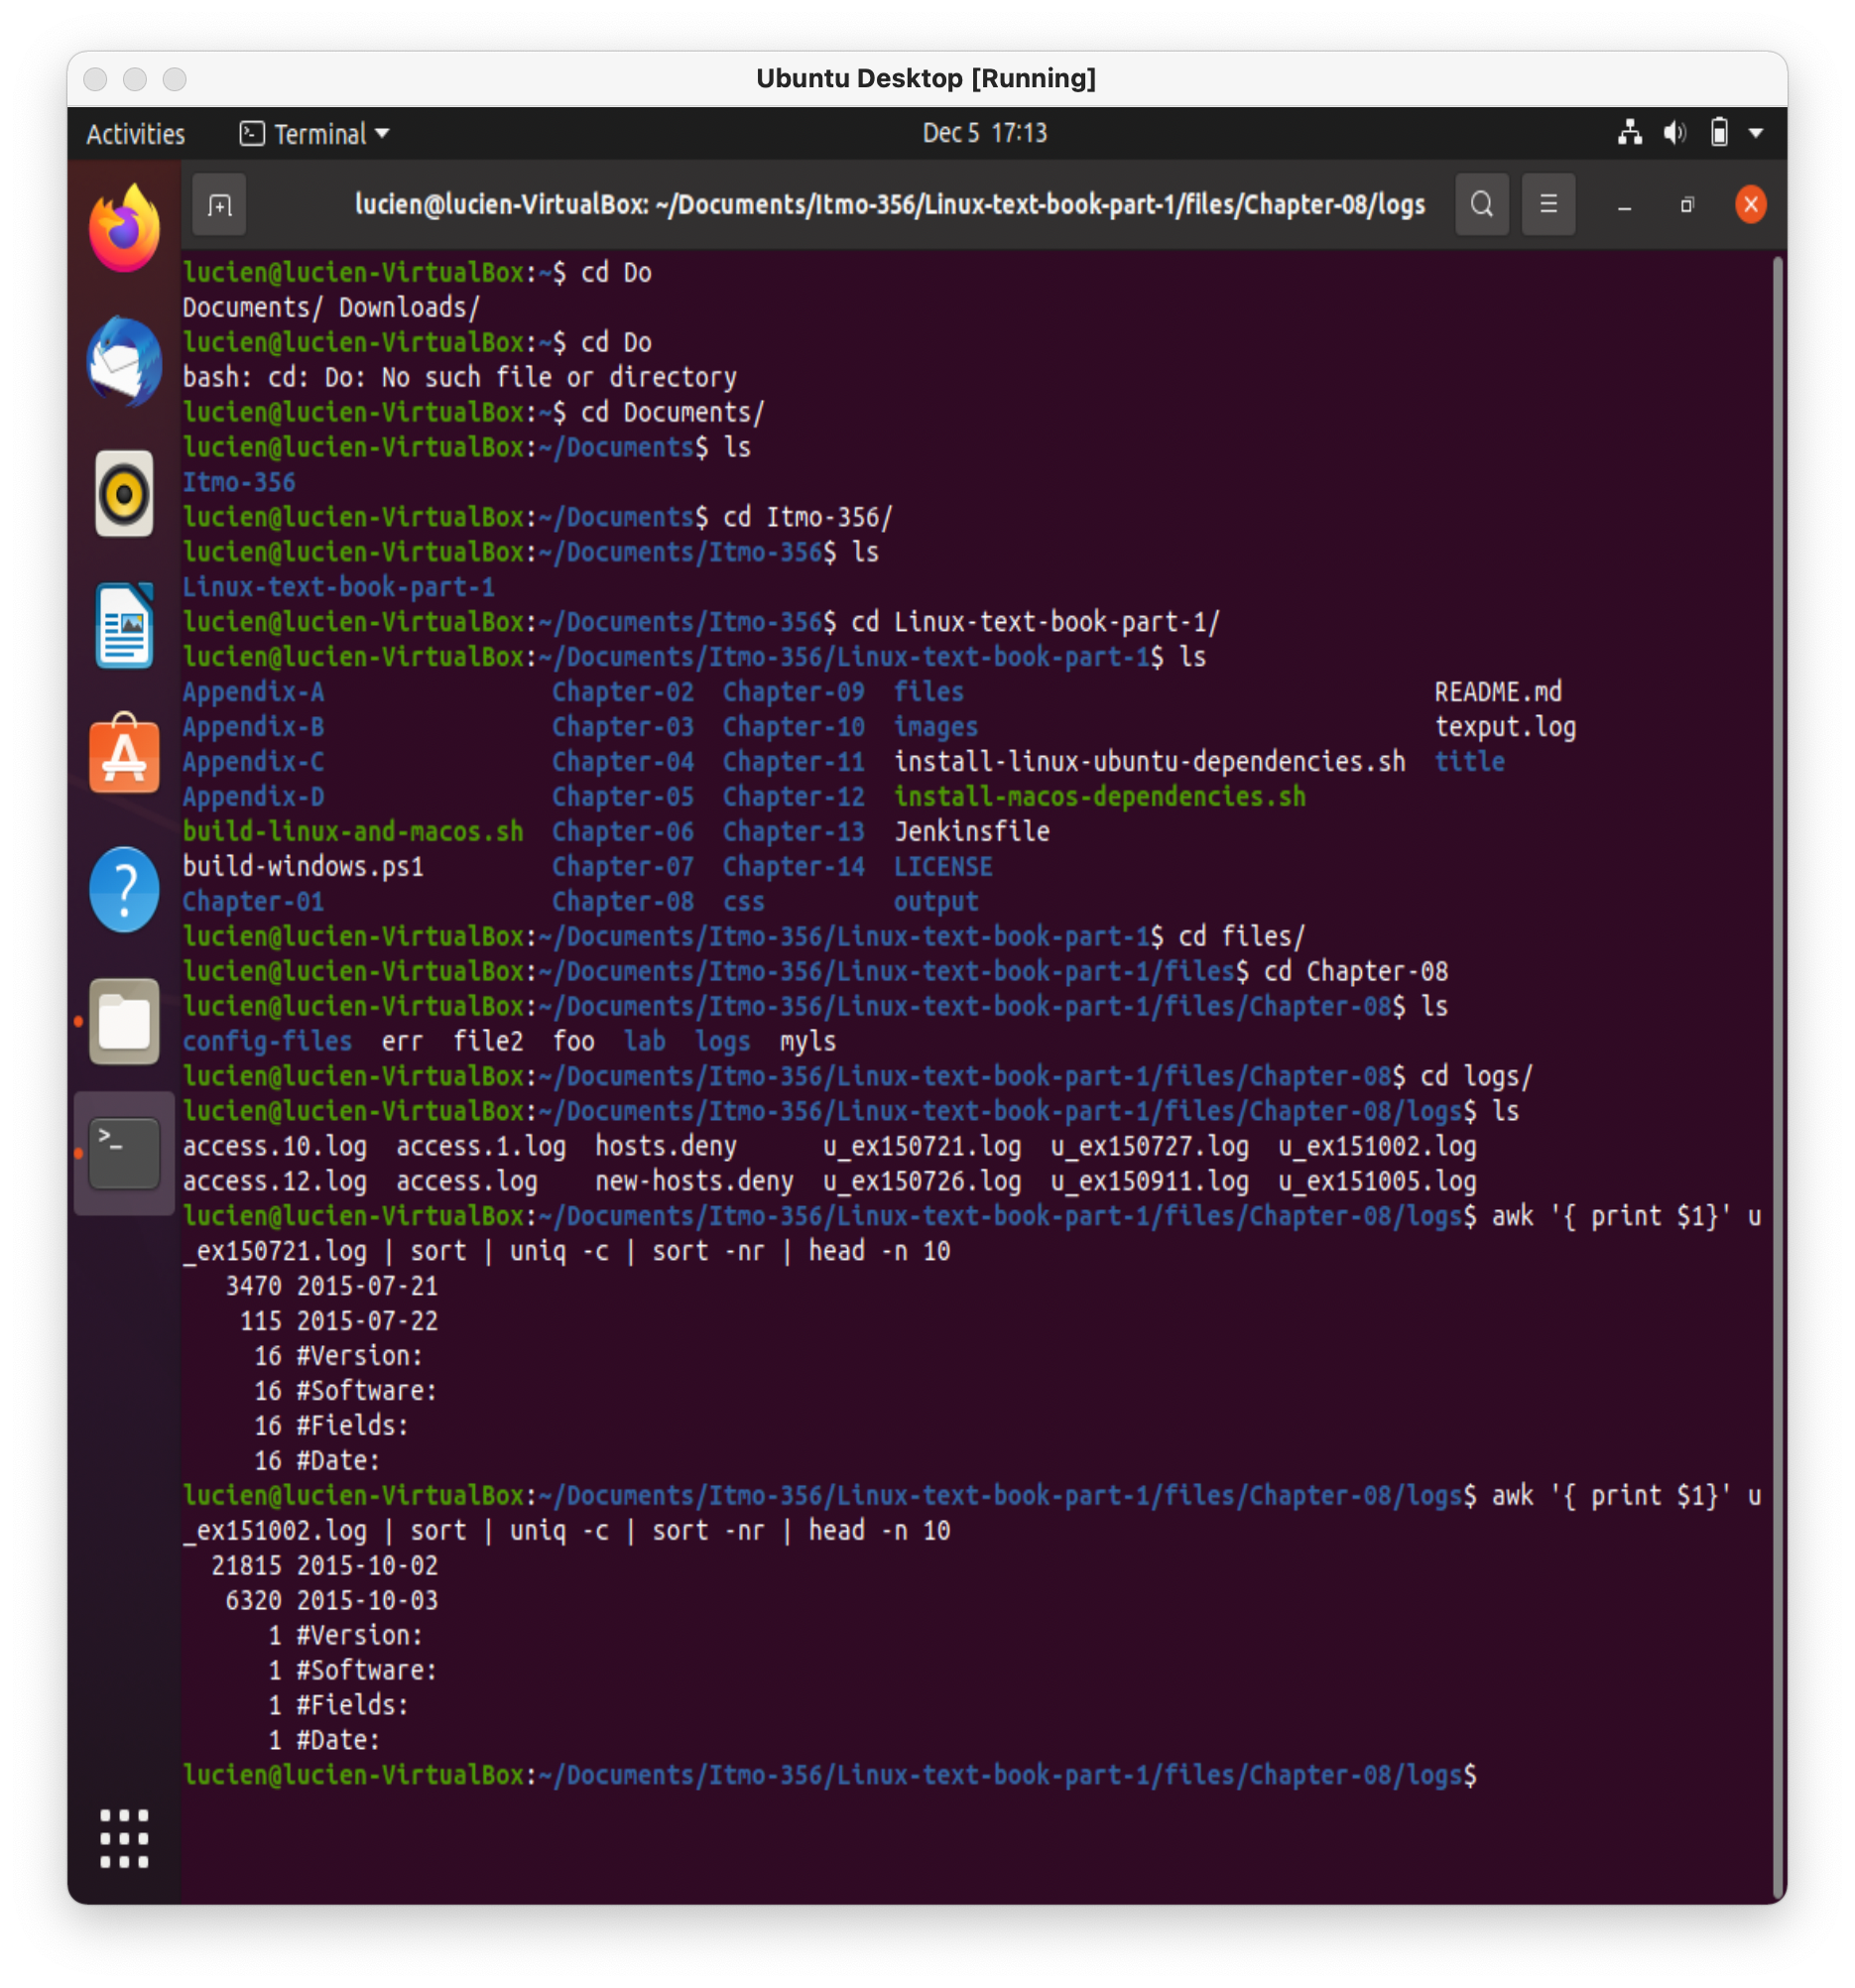 Ubuntu Desktop [Running]
Activities Terminal Dec 5 17:13
lucien@lucien-VirtualBox: ~/Documents/Itmo-356/Linux-text-book-part-1/files/Chapter-08/logs
lucien@lucien-VirtualBox:~$ cd Do
Documents/ Downloads/
lucien@lucien-VirtualBox:~$ cd Do
bash: cd: Do: No such file or directory
lucien@lucien-VirtualBox:~$ cd Documents/
lucien@lucien-VirtualBox:~/Documents$ ls
Itmo-356
lucien@lucien-VirtualBox:~/Documents$ cd Itmo-356/
lucien@lucien-VirtualBox:~/Documents/Itmo-356$ ls
Linux-text-book-part-1
lucien@lucien-VirtualBox:~/Documents/Itmo-356$ cd Linux-text-book-part-1/
lucien@lucien-VirtualBox:~/Documents/Itmo-356/Linux-text-book-part-1$ ls
Appendix-A Chapter-02 Chapter-09 files README.md
Appendix-B Chapter-03 Chapter-10 images texput.log
Appendix-C Chapter-04 Chapter-11 install-linux-ubuntu-dependencies.sh title
Appendix-D Chapter-05 Chapter-12 install-macos-dependencies.sh
build-linux-and-macos.sh Chapter-06 Chapter-13 Jenkinsfile
build-windows.ps1 Chapter-07 Chapter-14 LICENSE
Chapter-01 Chapter-08 css output
lucien@lucien-VirtualBox:~/Documents/Itmo-356/Linux-text-book-part-1$ cd files/
lucien@lucien-VirtualBox:~/Documents/Itmo-356/Linux-text-book-part-1/files$ cd Chapter-08
lucien@lucien-VirtualBox:~/Documents/Itmo-356/Linux-text-book-part-1/files/Chapter-08$ ls
config-files err file2 foo lab logs myls
lucien@lucien-VirtualBox:~/Documents/Itmo-356/Linux-text-book-part-1/files/Chapter-08$ cd logs/
lucien@lucien-VirtualBox:~/Documents/Itmo-356/Linux-text-book-part-1/files/Chapter-08/logs$ ls
access.10.log access.1.log hosts.deny u_ex150721.log u_ex150727.log u_ex151002.log
access.12.log access.log new-hosts.deny u_ex150726.log u_ex150911.log u_ex151005.log
lucien@lucien-VirtualBox:~/Documents/Itmo-356/Linux-text-book-part-1/files/Chapter-08/logs$ awk '{ print $1}' u
_ex150721.log | sort | uniq -c | sort -nr | head -n 10
3470 2015-07-21
115 2015-07-22
16 #Version:
16 #Software:
16 #Fields:
16 #Date:
lucien@lucien-VirtualBox:~/Documents/Itmo-356/Linux-text-book-part-1/files/Chapter-08/logs$ awk '{ print $1}' u
_ex151002.log | sort | uniq -c | sort -nr | head -n 10
21815 2015-10-02
6320 2015-10-03
1 #Version:
1 #Software:
1 #Fields:
1 #Date:
lucien@lucien-VirtualBox:~/Documents/Itmo-356/Linux-text-book-part-1/files/Chapter-08/logs$